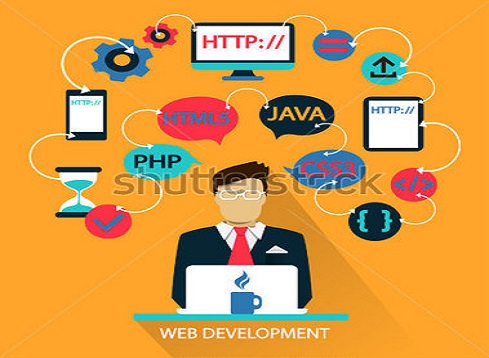 HTTP://
HTTP://
HTTP://
HTML5
JAVA
PHP
CSS3
</>
{ }
shutterstock
WEB DEVELOPMENT